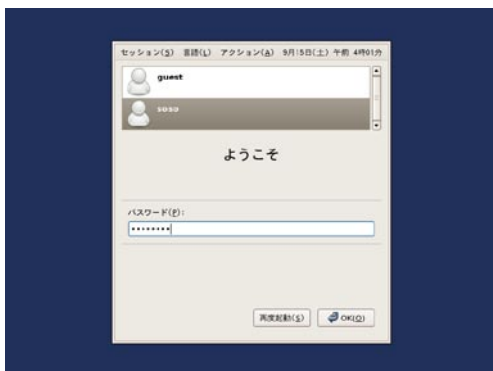 セッション(S) 言語(L) アクション(A) 9月15日(土) 午前 4時01分
guest
soso
ようこそ
パスワード(P):
再度起動(S) OK(O)